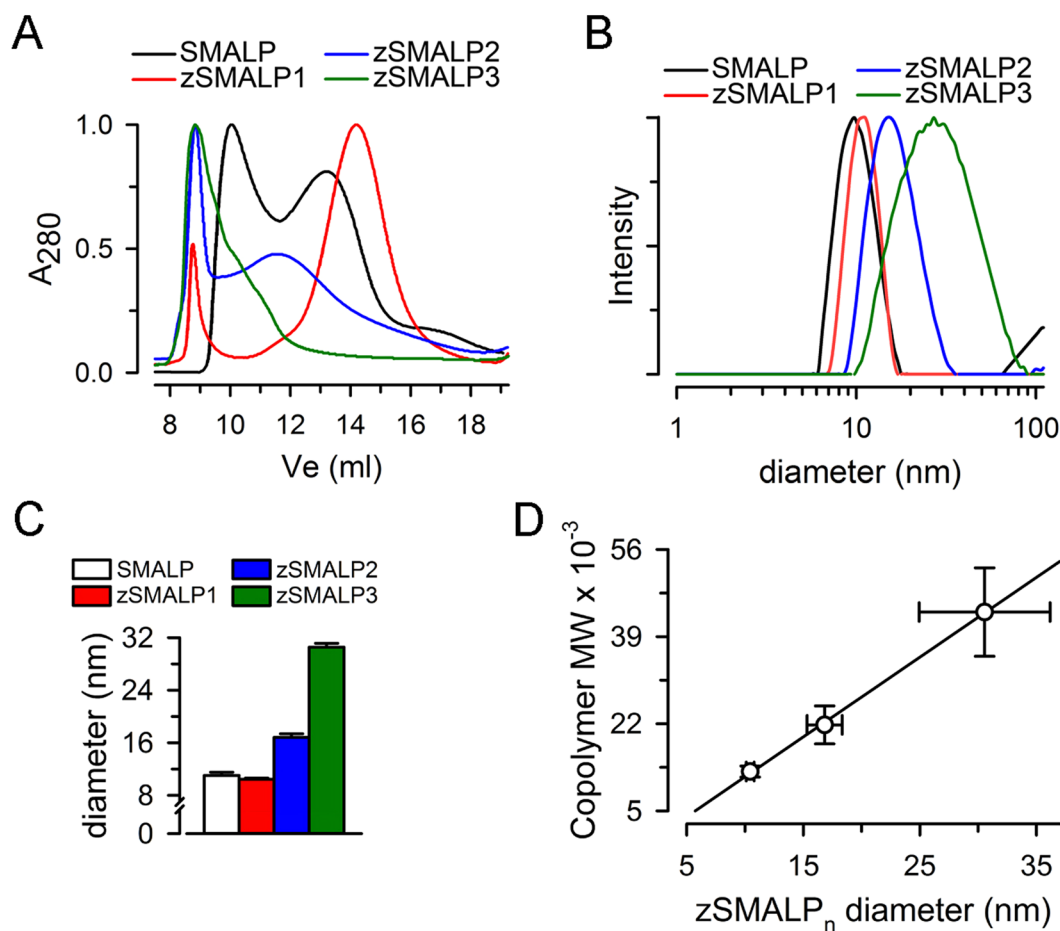 A
SMALP zSMALP2
zSMALP1 zSMALP3
1.0
0.5
0.0
A280
8 10 12 14 16 18
Ve (ml)
B
SMALP zSMALP2
zSMALP1 zSMALP3
Intensity
1 10 100
diameter (nm)
C
SMALP zSMALP2
zSMALP1 zSMALP3
32
24
16
8
0
diameter (nm)
D
Copolymer MW x 10-3
56
39
22
5
5 15 25 35
zSMALPn diameter (nm)